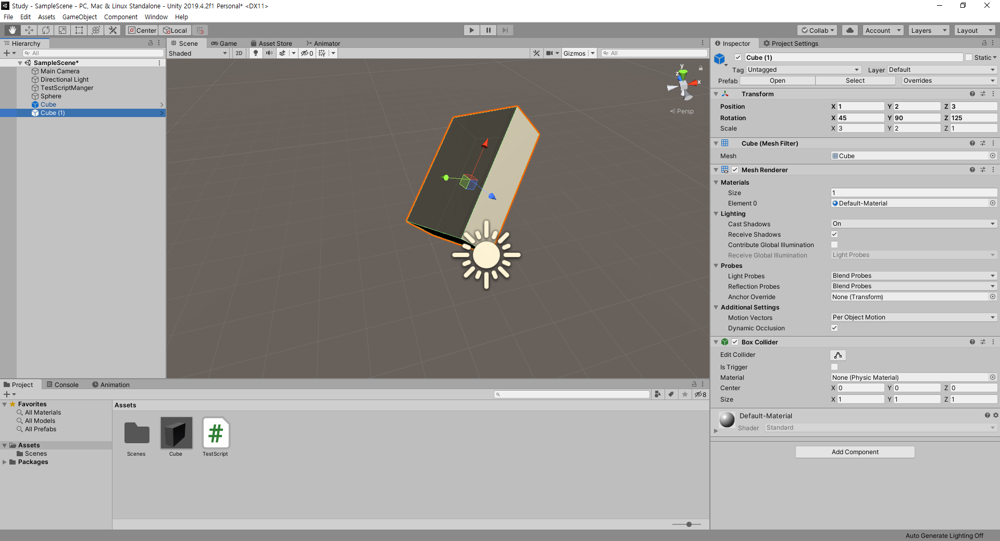 Study - SampleScene - PC, Mac & Linux Standalone - Unity 2019.4.2f1 Personal* <DX11>
File Edit Assets GameObject Component Window Help
Center Local
Collab Account Layers Layout
Hierarchy
All
SampleScene*
Main Camera
Directional Light
TestScriptManger
Sphere
Cube
Cube (1)
Scene Game Asset Store Animator
Shaded 2D 0 Gizmos All
y
z
x
Persp
Inspector Project Settings
Cube (1) Static
Tag Untagged Layer Default
Prefab Open Select Overrides
Transform
Position X 1 Y 2 Z 3
Rotation X 45 Y 90 Z 125
Scale X 3 Y 2 Z 1
Cube (Mesh Filter)
Mesh Cube
Mesh Renderer
Materials
Size 1
Element 0 Default-Material
Lighting
Cast Shadows On
Receive Shadows
Contribute Global Illumination
Receive Global Illumination Light Probes
Probes
Light Probes Blend Probes
Reflection Probes Blend Probes
Anchor Override None (Transform)
Additional Settings
Motion Vectors Per Object Motion
Dynamic Occlusion
Box Collider
Edit Collider
Is Trigger
Material None (Physic Material)
Center X 0 Y 0 Z 0
Size X 1 Y 1 Z 1
Default-Material
Shader Standard
Add Component
Project Console Animation
8
Favorites
All Materials
All Models
All Prefabs
Assets
Scenes
Packages
Assets
Scenes Cube TestScript
Auto Generate Lighting Off